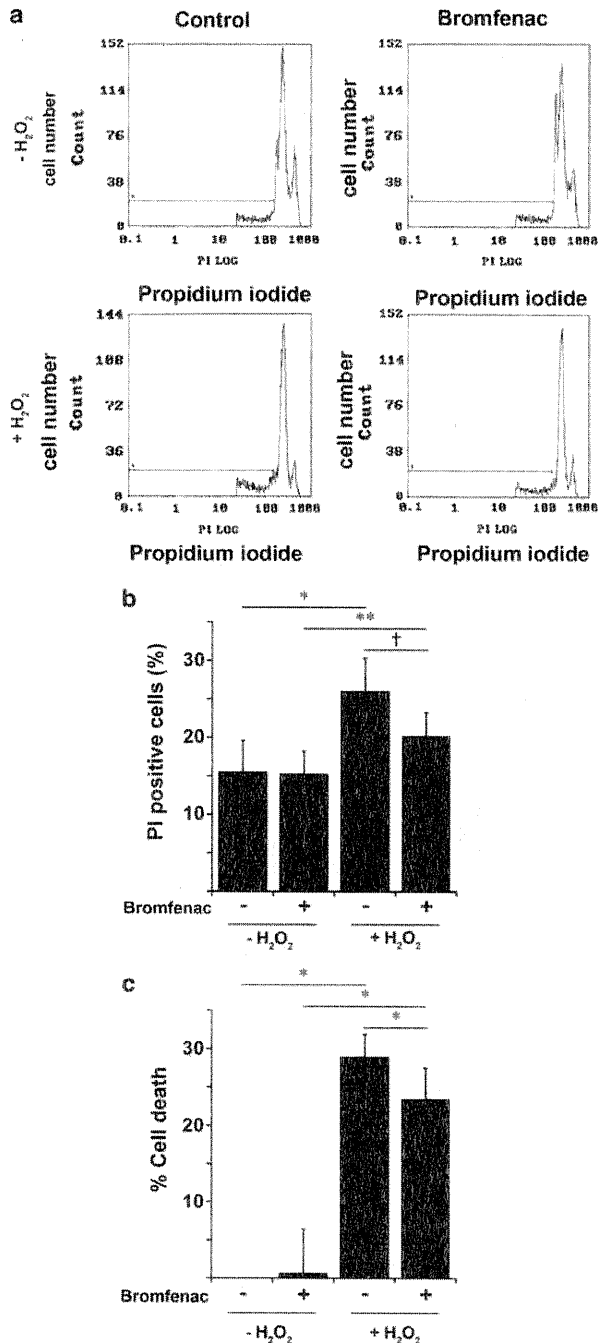 a
Control
Bromfenac
- H2O2
cell number
Count
152
114
76
38
0
0.1 1 10 100 1000
PI LOG
Propidium iodide
cell number
Count
152
114
76
38
0
0.1 1 10 100 1000
PI LOG
Propidium iodide
+ H2O2
cell number
Count
144
108
72
36
0
0.1 1 10 100 1000
PI LOG
Propidium iodide
cell number
Count
152
114
76
38
0
0.1 1 10 100 1000
PI LOG
Propidium iodide
b
*
**
†
PI positive cells (%)
30
20
10
Bromfenac - + - +
- H2O2 + H2O2
c
*
*
*
% Cell death
30
20
10
Bromfenac - + - +
- H2O2 + H2O2